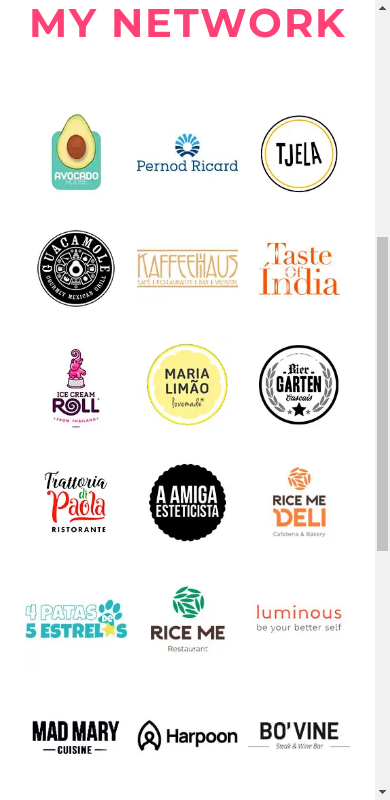 MY NETWORK
AVOCADO
HOUSE
Pernod Ricard
TJELA
GUACAMOLE
GOURMET MEXICAN GRILL
KAFFEEHAUS
CAFÉ | RESTAURANTE | BAR | VIENENSE
Taste
OF
India
ICE CREAM
ROLL
FROM THAILAND
MARIA
LIMÃO
lovemade
Bier
GARTEN
Cascais
Trattoria
di
Paola
RISTORANTE
A AMIGA
ESTETICISTA
RICE ME
DELI
Cafeteria & Bakery
4 PATAS DE
5 ESTRELAS
RICE ME
Restaurant
luminous
be your better self
MAD MARY
CUISINE
Harpoon
BO'VINE
Steak & Wine Bar